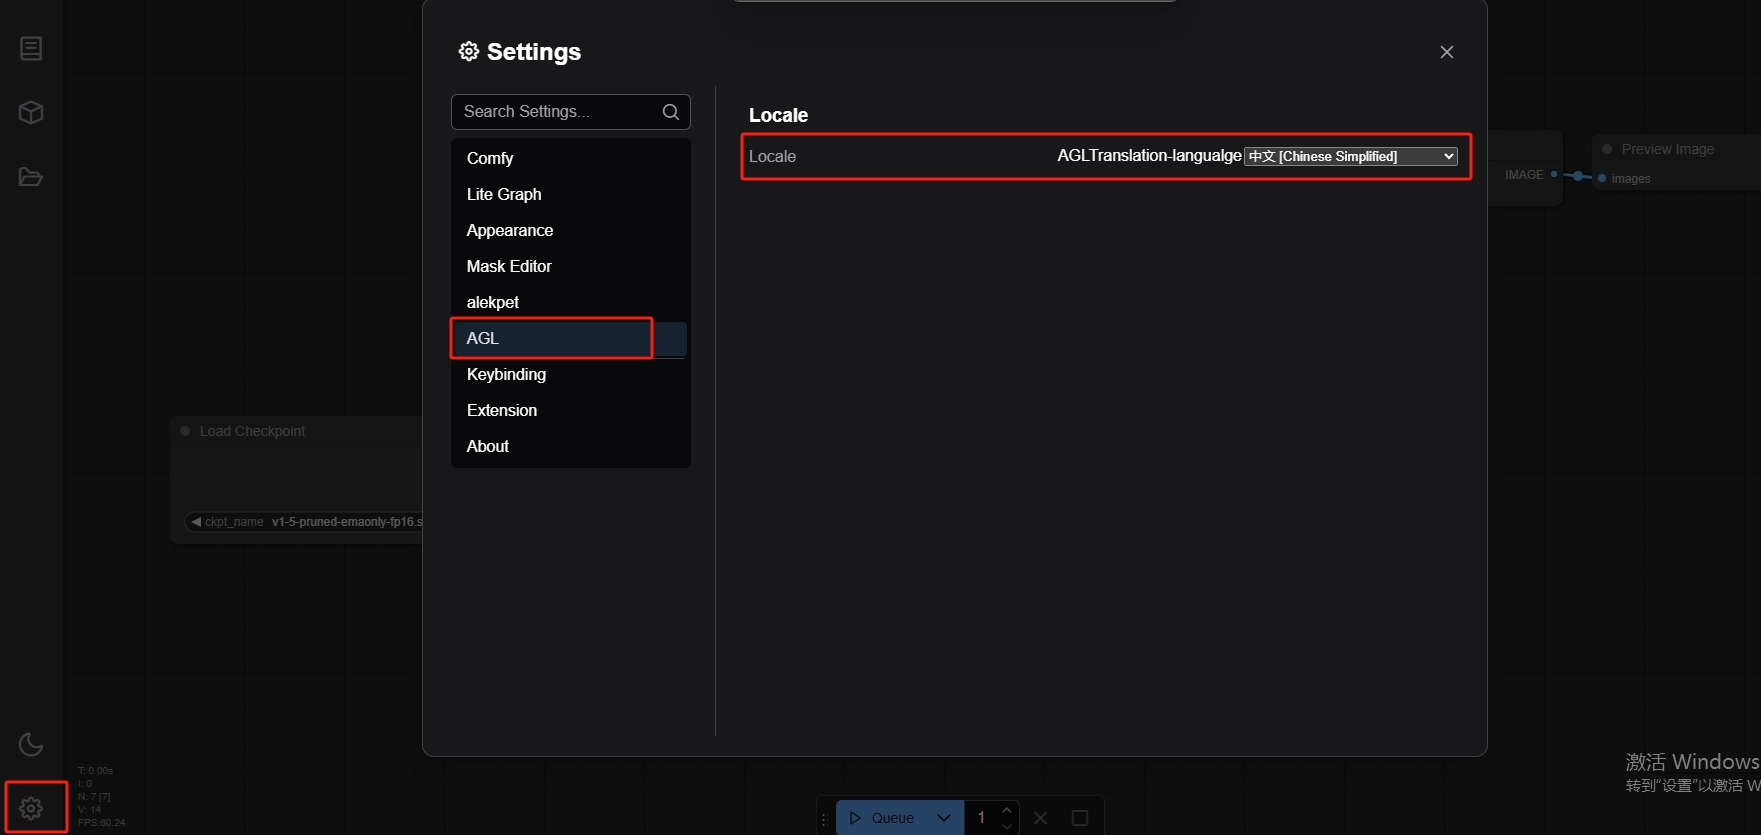 Settings
Search Settings...
Comfy
Lite Graph
Appearance
Mask Editor
alekpet
AGL
Keybinding
Extension
About
Locale
Locale
AGLTranslation-langualge 中文 [Chinese Simplified]
Load Checkpoint
ckpt_name v1-5-pruned-emaonly-fp16.s
IMAGE
Preview Image
images
T: 0.00s
I: 0
N: 7 [7]
V: 14
FPS:60.24
Queue
1
激活 Windows
转到"设置"以激活 W